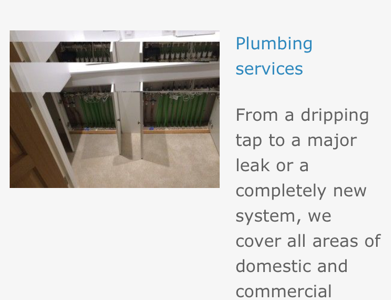 Plumbing
services
From a dripping
tap to a major
leak or a
completely new
system, we
cover all areas of
domestic and
commercial